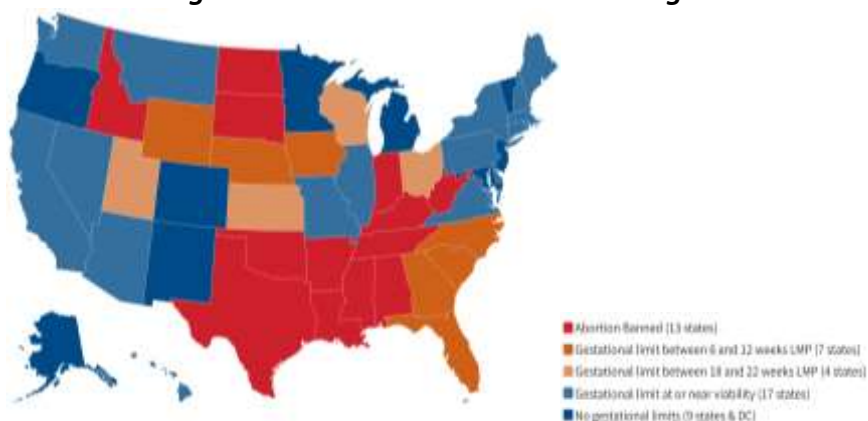 Abortion Banned (13 states)
Gestational limit between 6 and 12 weeks LMP (7 states)
Gestational limit between 18 and 22 weeks LMP (4 states)
Gestational limit at or near viability (17 states)
No gestational limits (9 states & DC)